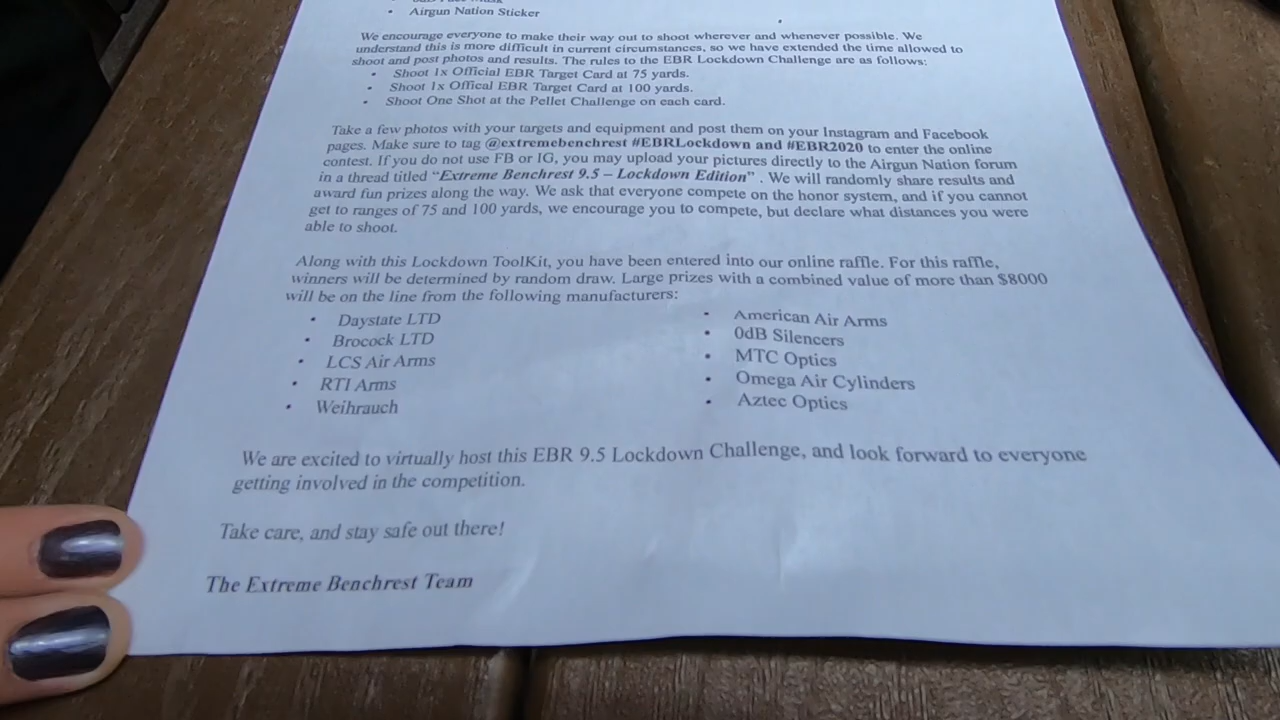 • Airgun Nation Sticker
We encourage everyone to make their way out to shoot wherever and whenever possible. We
understand this is more difficult in current circumstances, so we have extended the time allowed to
shoot and post photos and results. The rules to the EBR Lockdown Challenge are as follows:
• Shoot 1x Official EBR Target Card at 75 yards.
• Shoot 1x Offical EBR Target Card at 100 yards.
• Shoot One Shot at the Pellet Challenge on each card.
Take a few photos with your targets and equipment and post them on your Instagram and Facebook
pages. Make sure to tag @extremebenchrest #EBRLockdown and #EBR2020 to enter the online
contest. If you do not use FB or IG, you may upload your pictures directly to the Airgun Nation forum
in a thread titled “Extreme Benchrest 9.5 – Lockdown Edition” . We will randomly share results and
award fun prizes along the way. We ask that everyone compete on the honor system, and if you cannot
get to ranges of 75 and 100 yards, we encourage you to compete, but declare what distances you were
able to shoot.
Along with this Lockdown ToolKit, you have been entered into our online raffle. For this raffle,
winners will be determined by random draw. Large prizes with a combined value of more than $8000
will be on the line from the following manufacturers:
• Daystate LTD
• Brocock LTD
• LCS Air Arms
• RTI Arms
• Weihrauch
• American Air Arms
• 0dB Silencers
• MTC Optics
• Omega Air Cylinders
• Aztec Optics
We are excited to virtually host this EBR 9.5 Lockdown Challenge, and look forward to everyone
getting involved in the competition.
Take care, and stay safe out there!
The Extreme Benchrest Team